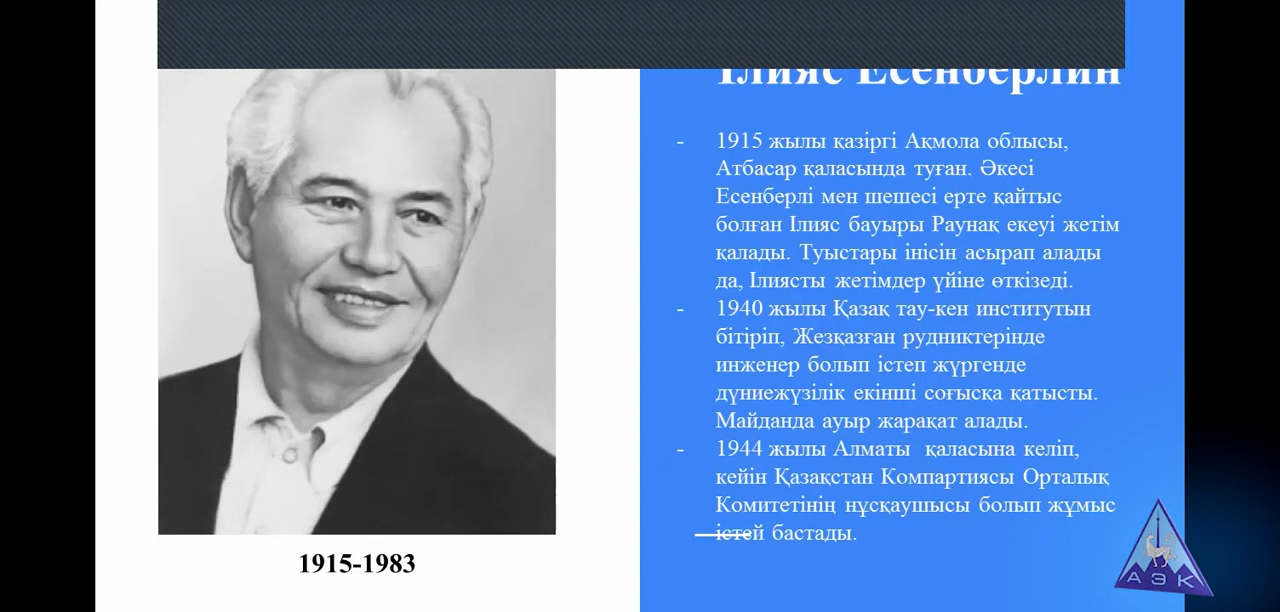 Ілияс Есенберлин
- 1915 жылы қазіргі Ақмола облысы,
Атбасар қаласында туған. Әкесі
Есенберлі мен шешесі ерте қайтыс
болған Ілияс бауыры Раунақ екеуі жетім
қалады. Туыстары інісін асырап алады
да, Ілиясты жетімдер үйіне өткізеді.
- 1940 жылы Қазақ тау-кен институтын
бітіріп, Жезқазған рудниктерінде
инженер болып істеп жүргенде
дүниежүзілік екінші соғысқа қатысты.
Майданда ауыр жарақат алады.
- 1944 жылы Алматы қаласына келіп,
кейін Қазақстан Компартиясы Орталық
Комитетінің нұсқаушысы болып жұмыс
істей бастады.
1915-1983
АЭК